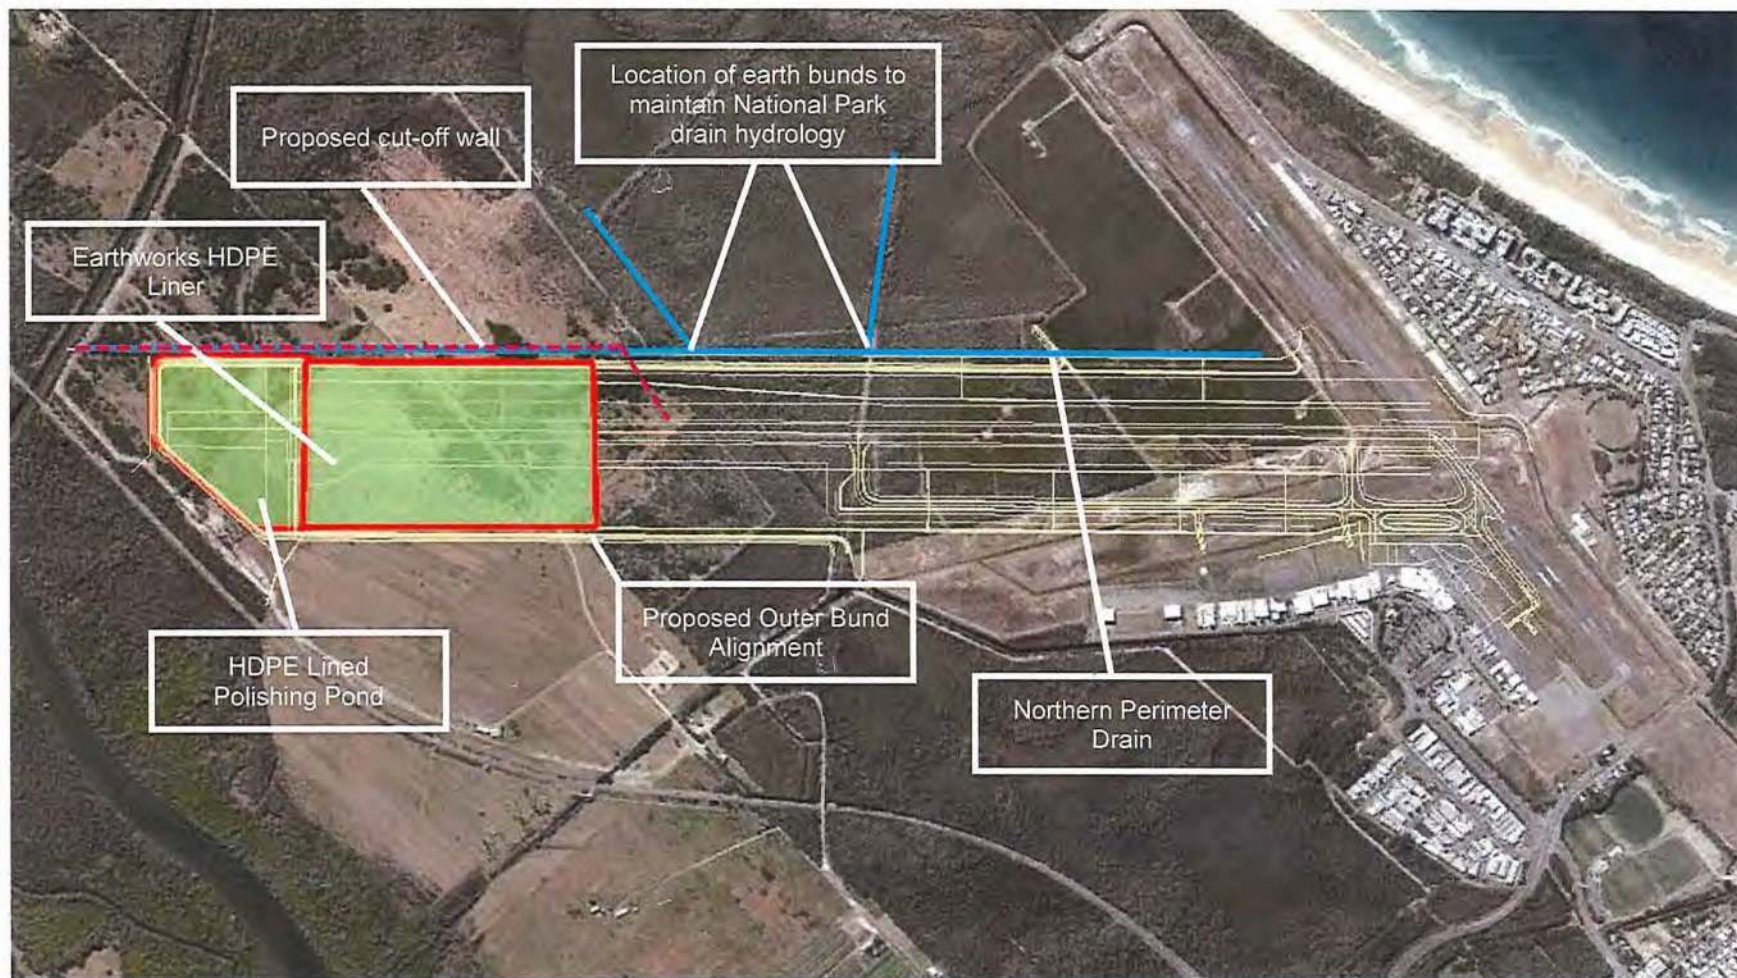 Location of earth bunds to
maintain National Park
drain hydrology
Proposed cut-off wall
Earthworks HDPE
Liner
Proposed Outer Bund
Alignment
HDPE Lined
Polishing Pond
Northern Perimeter
Drain